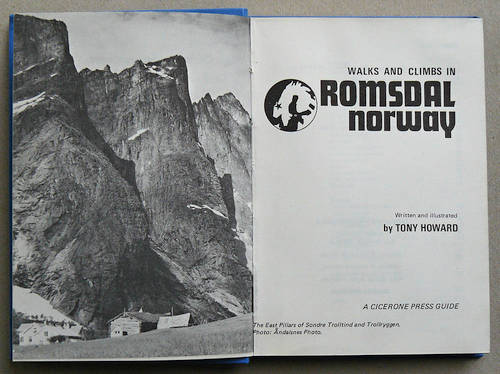 WALKS AND CLIMBS IN
ROMSDAL
norway
Written and illustrated
by TONY HOWARD
A CICERONE PRESS GUIDE
The East Pillars of Sondre Trolltind and Trollryggen.
Photo: Åndalsnes Photo.